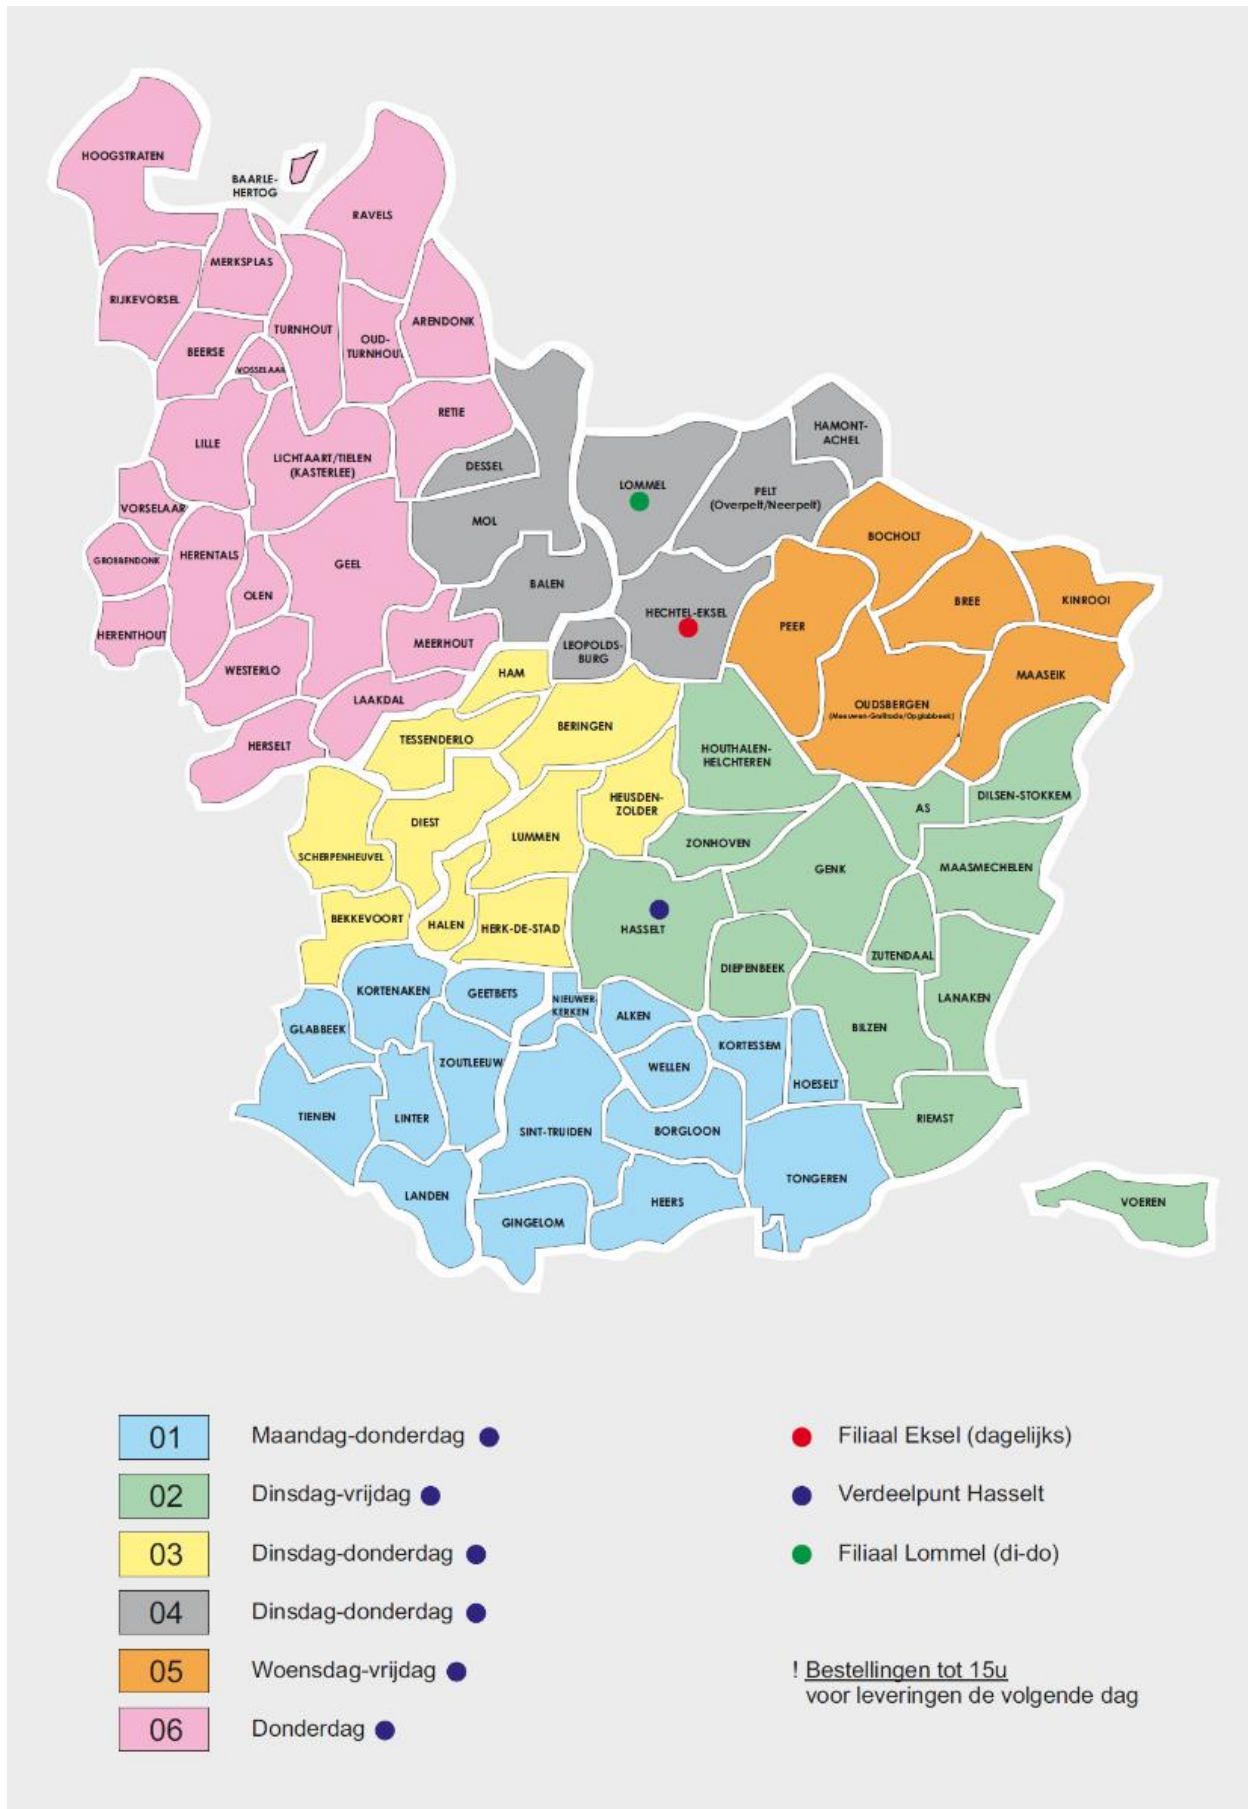 HOOGSTRATEN
BAARLE-
HERTOG
RAVELS
MERKSPLAS
RIJKEVORSEL
TURNHOUT
ARENDONK
OUD-
TURNHOUT
BEERSE
VOSSELAAR
RETIE
LILLE
LICHTAART/TIELEN
(KASTERLEE)
HAMONT-
ACHEL
DESSEL
LOMMEL
PELT
(Overpelt/Neerpelt)
VORSELAAR
MOL
BOCHOLT
HERENTALS
GROBBENDONK
GEEL
BALEN
OLEN
BREE
KINROOI
HECHTEL-EKSEL
PEER
HERENTHOUT
MEERHOUT
LEOPOLDS-
BURG
WESTERLO
HAM
MAASEIK
LAAKDAL
OUDSBERGEN
(Meeuwen-Gruitrode/Opglabbeek)
BERINGEN
TESSENDERLO
HERSELT
HOUTHALEN-
HELCHTEREN
HEUSDEN-
ZOLDER
DILSEN-STOKKEM
AS
DIEST
LUMMEN
ZONHOVEN
SCHERPENHEUVEL
GENK
MAASMECHELEN
BEKKEVOORT
HALEN
HERK-DE-STAD
HASSELT
ZUTENDAAL
DIEPENBEEK
KORTENAKEN
GEETBETS
NIEUWER-
KERKEN
LANAKEN
ALKEN
GLABBEEK
BILZEN
KORTESSEM
ZOUTLEEUW
WELLEN
HOESELT
TIENEN
LINTER
RIEMST
SINT-TRUIDEN
BORGLOON
TONGEREN
LANDEN
HEERS
VOEREN
GINGELOM
01 Maandag-donderdag
02 Dinsdag-vrijdag
03 Dinsdag-donderdag
04 Dinsdag-donderdag
05 Woensdag-vrijdag
06 Donderdag
Filiaal Eksel (dagelijks)
Verdeelpunt Hasselt
Filiaal Lommel (di-do)
! Bestellingen tot 15u
voor leveringen de volgende dag